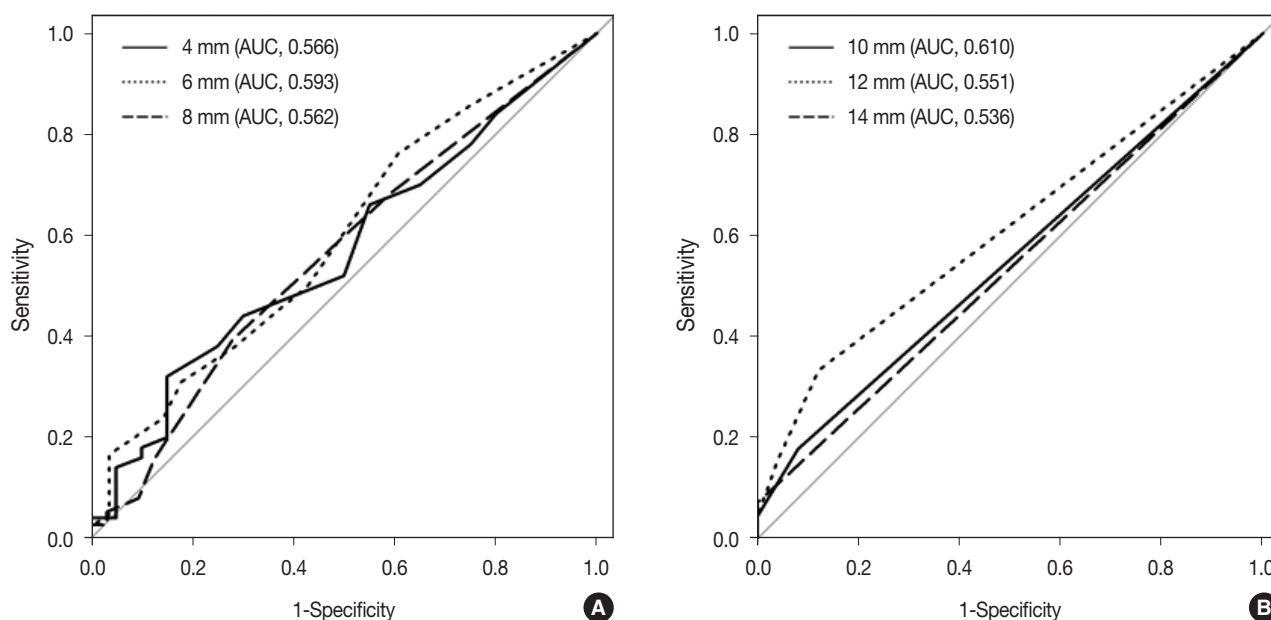 4 mm (AUC, 0.566)
6 mm (AUC, 0.593)
8 mm (AUC, 0.562)
1.0
0.8
0.6
0.4
0.2
0.0
Sensitivity
0.0 0.2 0.4 0.6 0.8 1.0
1-Specificity
A
10 mm (AUC, 0.610)
12 mm (AUC, 0.551)
14 mm (AUC, 0.536)
1.0
0.8
0.6
0.4
0.2
0.0
Sensitivity
0.0 0.2 0.4 0.6 0.8 1.0
1-Specificity
B